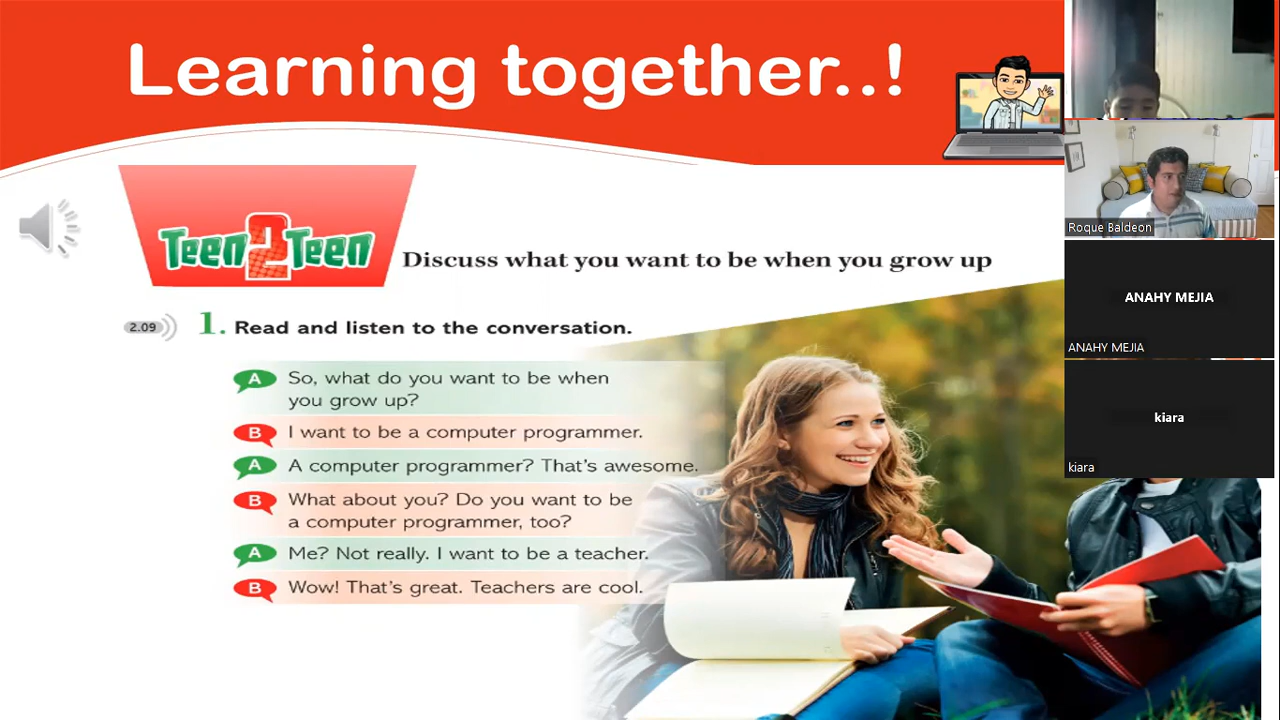 Learning together..!
Teen2Teen
Discuss what you want to be when you grow up
2.09
1. Read and listen to the conversation.
A So, what do you want to be when
you grow up?
B I want to be a computer programmer.
A A computer programmer? That's awesome.
B What about you? Do you want to be
a computer programmer, too?
A Me? Not really. I want to be a teacher.
B Wow! That's great. Teachers are cool.
Roque Baldeon
ANAHY MEJIA
ANAHY MEJIA
kiara
kiara